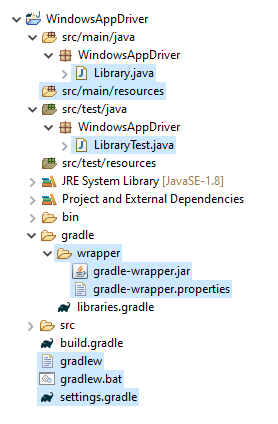 WindowsAppDriver
src/main/java
WindowsAppDriver
Library.java
src/main/resources
src/test/java
WindowsAppDriver
LibraryTest.java
src/test/resources
JRE System Library [JavaSE-1.8]
Project and External Dependencies
bin
gradle
wrapper
gradle-wrapper.jar
gradle-wrapper.properties
libraries.gradle
src
build.gradle
gradlew
gradlew.bat
settings.gradle